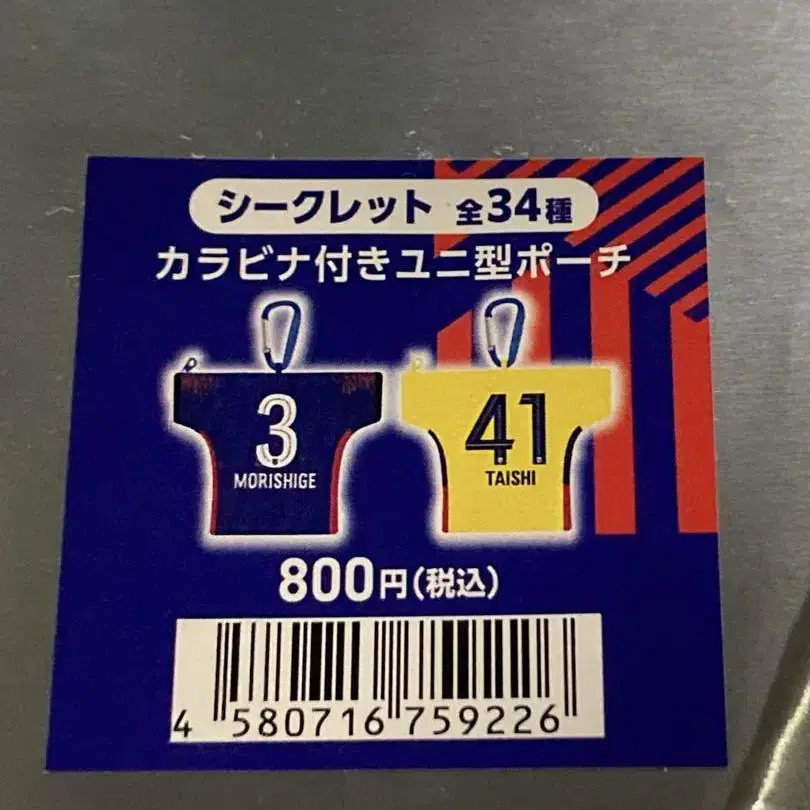 シークレット 全34種
カラビナ付きユニ型ポーチ
3
MORISHIGE
41
TAISHI
800円(税込)
4 580716 759226